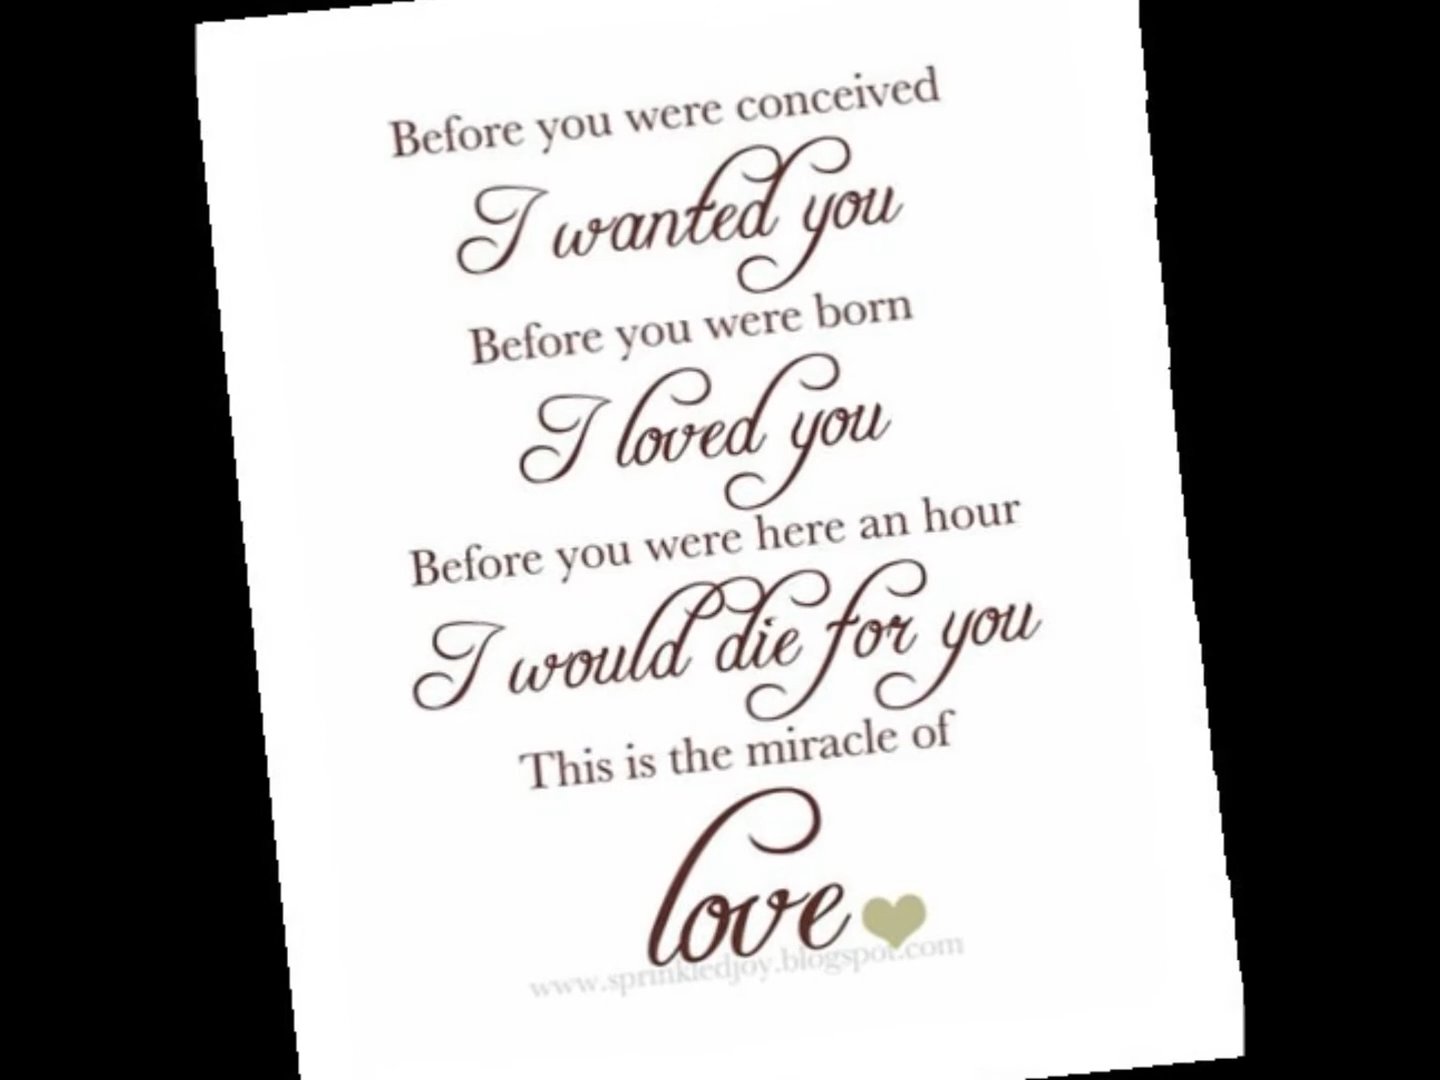 Before you were conceived
I wanted you
Before you were born
I loved you
Before you were here an hour
I would die for you
This is the miracle of
love
www.sprinkledjoy.blogspot.com